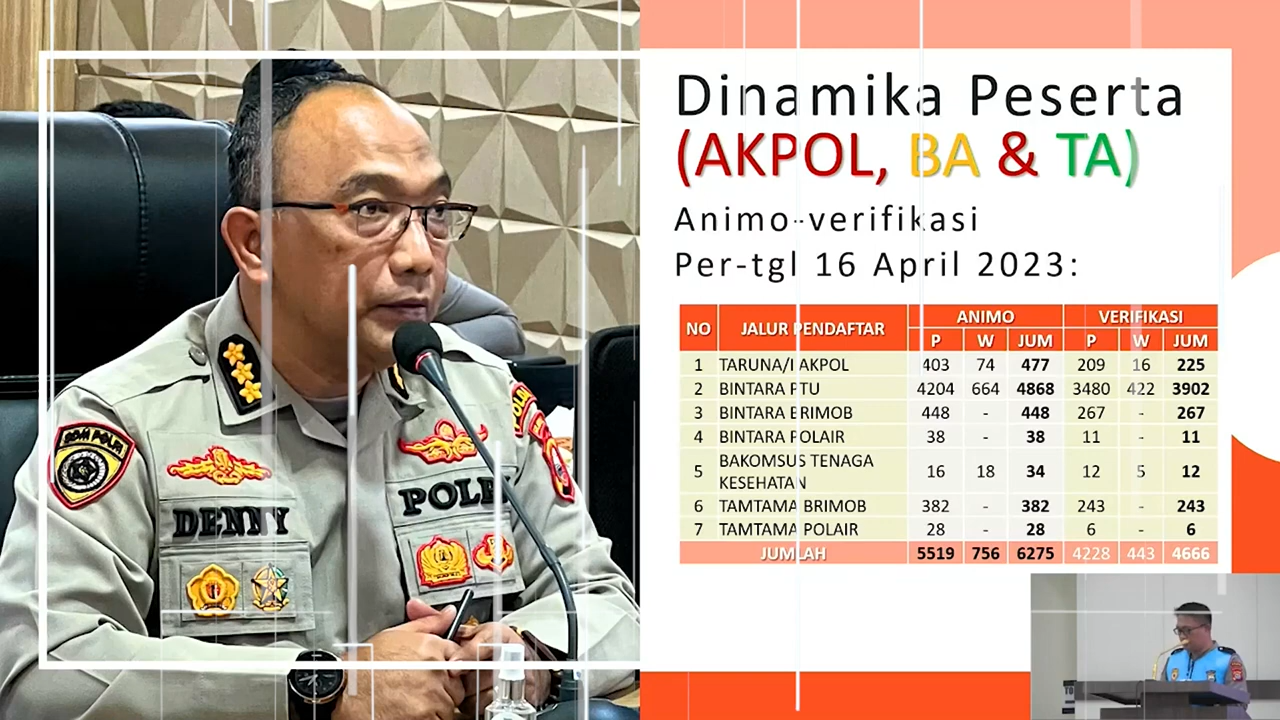 Dinamika Peserta
(AKPOL, BA & TA)
Animo-verifikasi
Per-tgl 16 April 2023:
NO JALUR PENDAFTAR ANIMO VERIFIKASI
P W JUM P W JUM
1 TARUNA/I AKPOL 403 74 477 209 16 225
2 BINTARA PTU 4204 664 4868 3480 422 3902
3 BINTARA BRIMOB 448 - 448 267 - 267
4 BINTARA POLAIR 38 - 38 11 - 11
5 BAKOMSUS TENAGA KESEHATAN 16 18 34 12 5 12
6 TAMTAMA BRIMOB 382 - 382 243 - 243
7 TAMTAMA POLAIR 28 - 28 6 - 6
JUMLAH 5519 756 6275 4228 443 4666
SDM POLRI
DENNY
POLRI